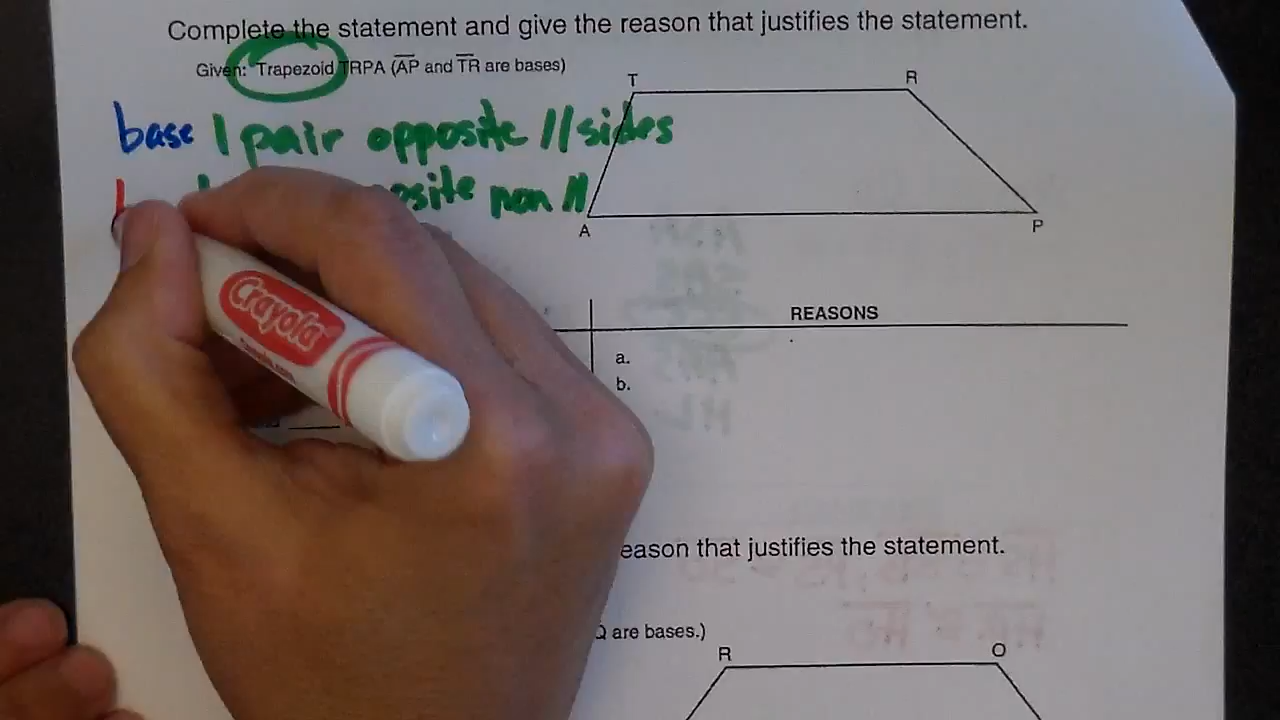 Complete the statement and give the reason that justifies the statement.
Given: Trapezoid TRPA (AP and TR are bases)
T
R
base 1 pair opposite // sides
non //
A
P
REASONS
a.
b.
Crayola
eason that justifies the statement.
Q are bases.)
R
O